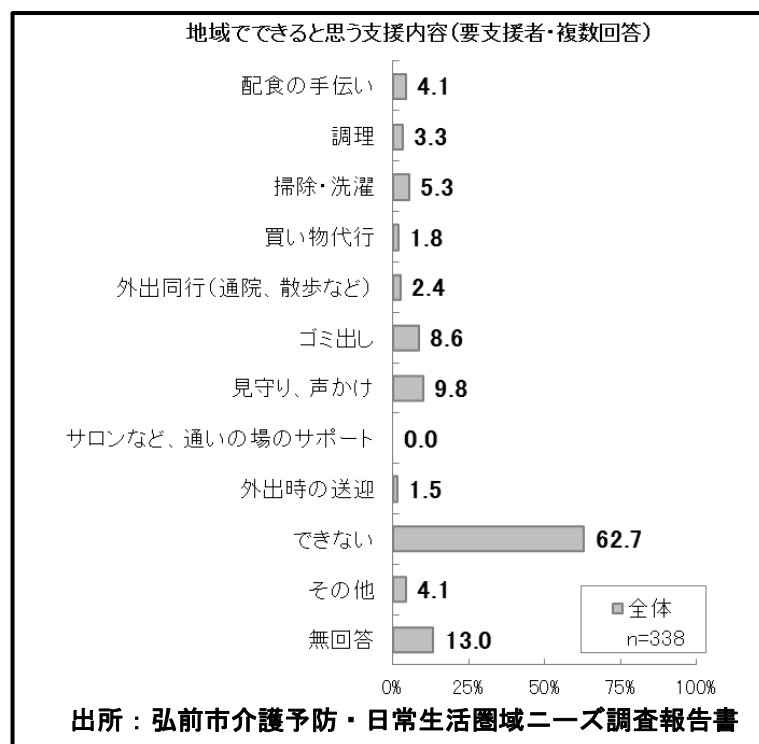 地域でできると思う支援内容(要支援者・複数回答)
配食の手伝い 4.1
調理 3.3
掃除・洗濯 5.3
買い物代行 1.8
外出同行(通院、散歩など) 2.4
ゴミ出し 8.6
見守り、声かけ 9.8
サロンなど、通いの場のサポート 0.0
外出時の送迎 1.5
できない 62.7
その他 4.1
無回答 13.0
全体
n=338
0% 25% 50% 75% 100%
出所:弘前市介護予防・日常生活圏域ニーズ調査報告書